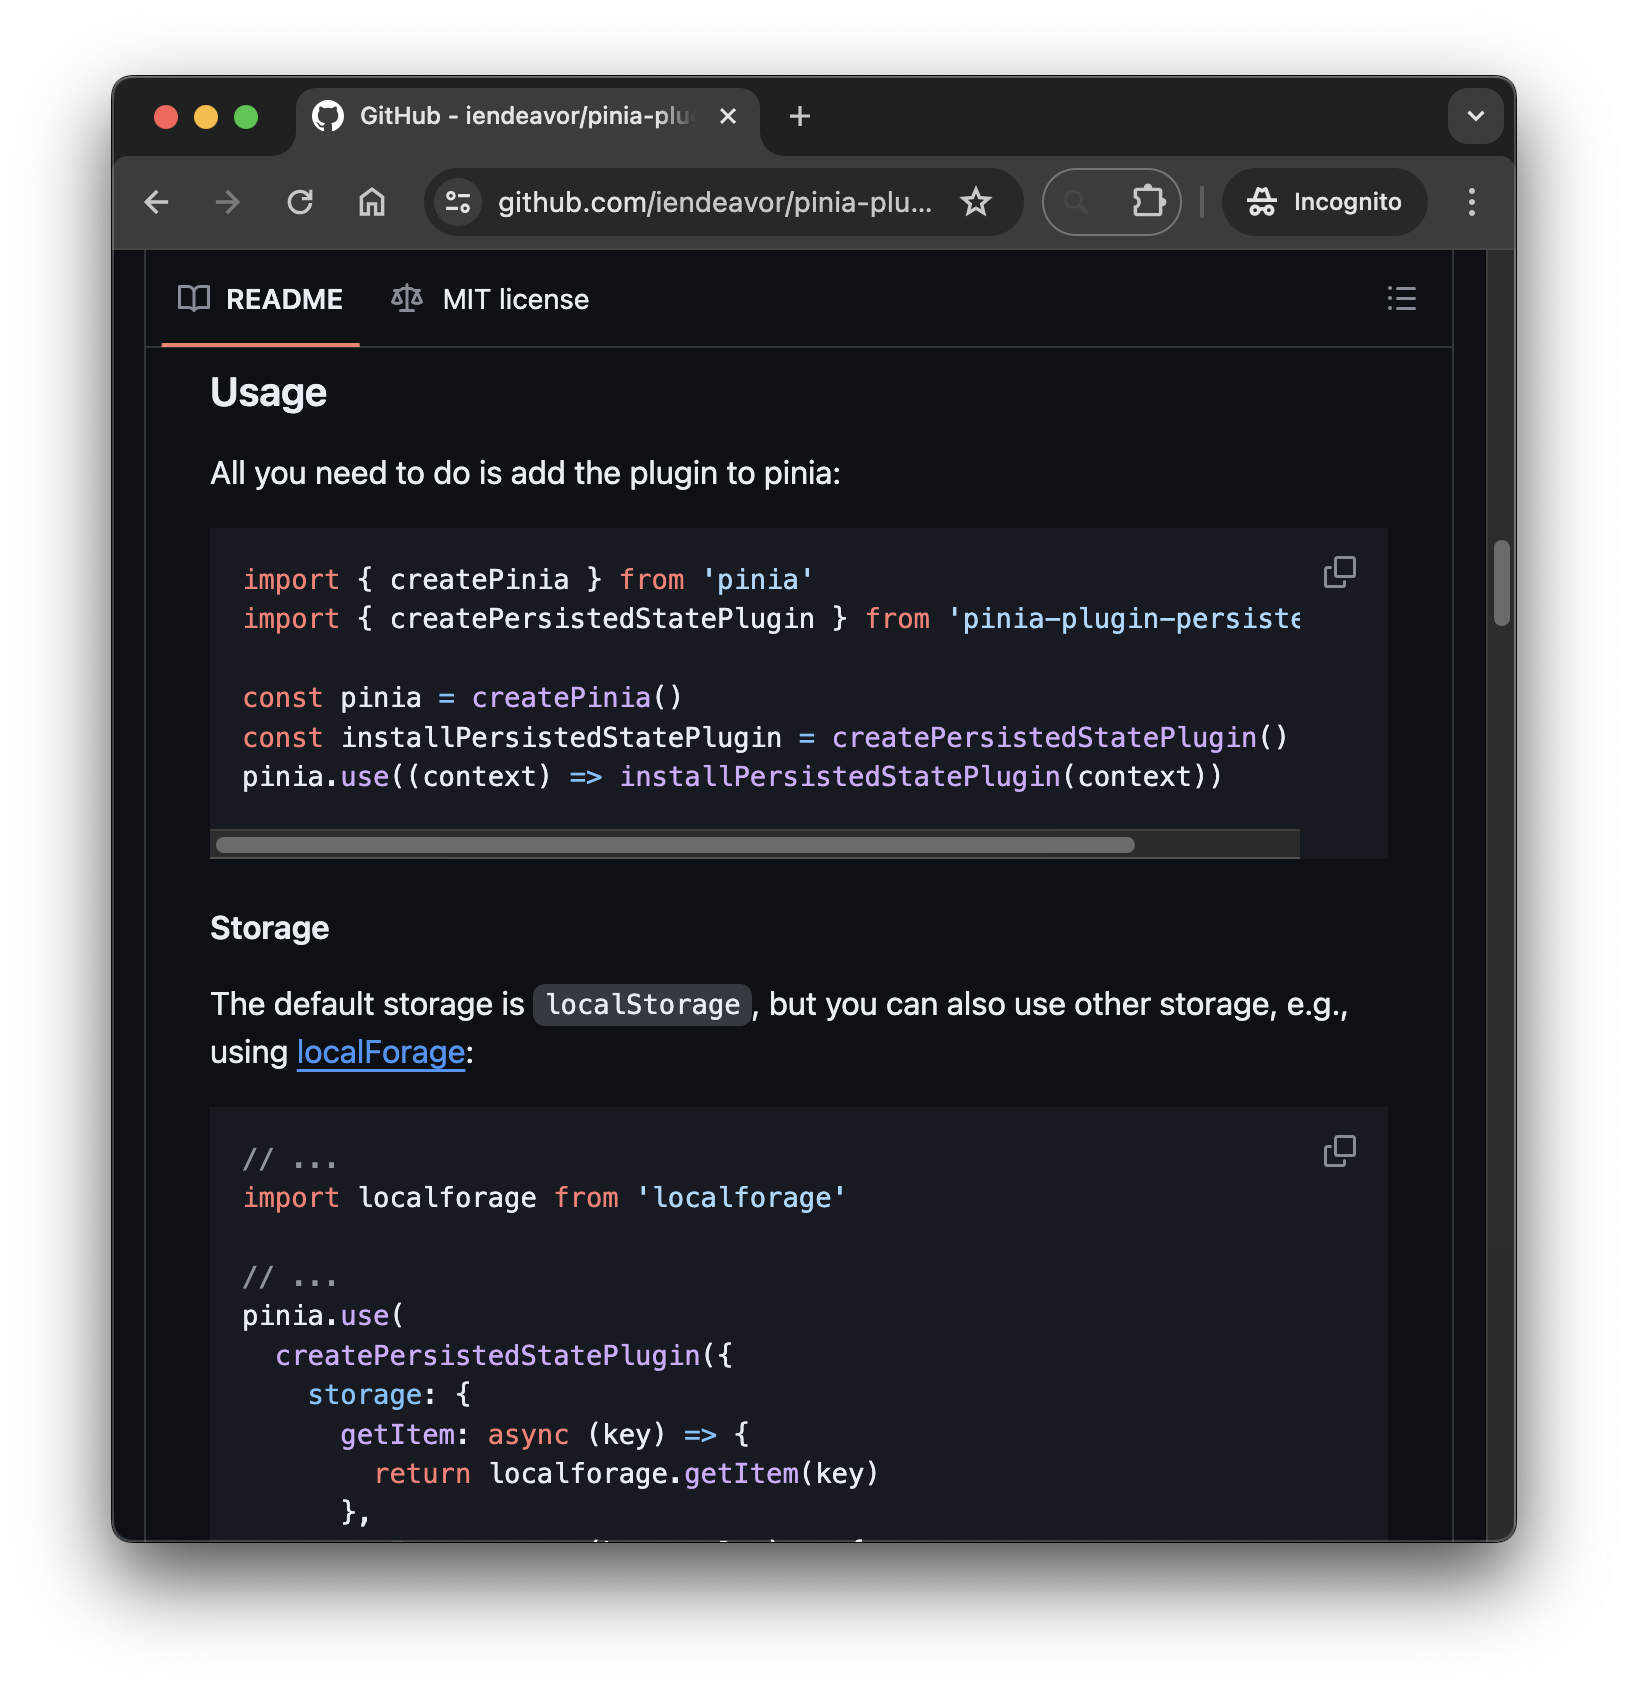 GitHub - iendeavor/pinia-plu
github.com/iendeavor/pinia-plu...
Incognito
README
MIT license
Usage
All you need to do is add the plugin to pinia:
import { createPinia } from 'pinia'
import { createPersistedStatePlugin } from 'pinia-plugin-persiste
const pinia = createPinia()
const installPersistedStatePlugin = createPersistedStatePlugin()
pinia.use((context) => installPersistedStatePlugin(context))
Storage
The default storage is localStorage, but you can also use other storage, e.g.,
using localForage:
// ...
import localforage from 'localforage'
// ...
pinia.use(
createPersistedStatePlugin({
storage: {
getItem: async (key) => {
return localforage.getItem(key)
},